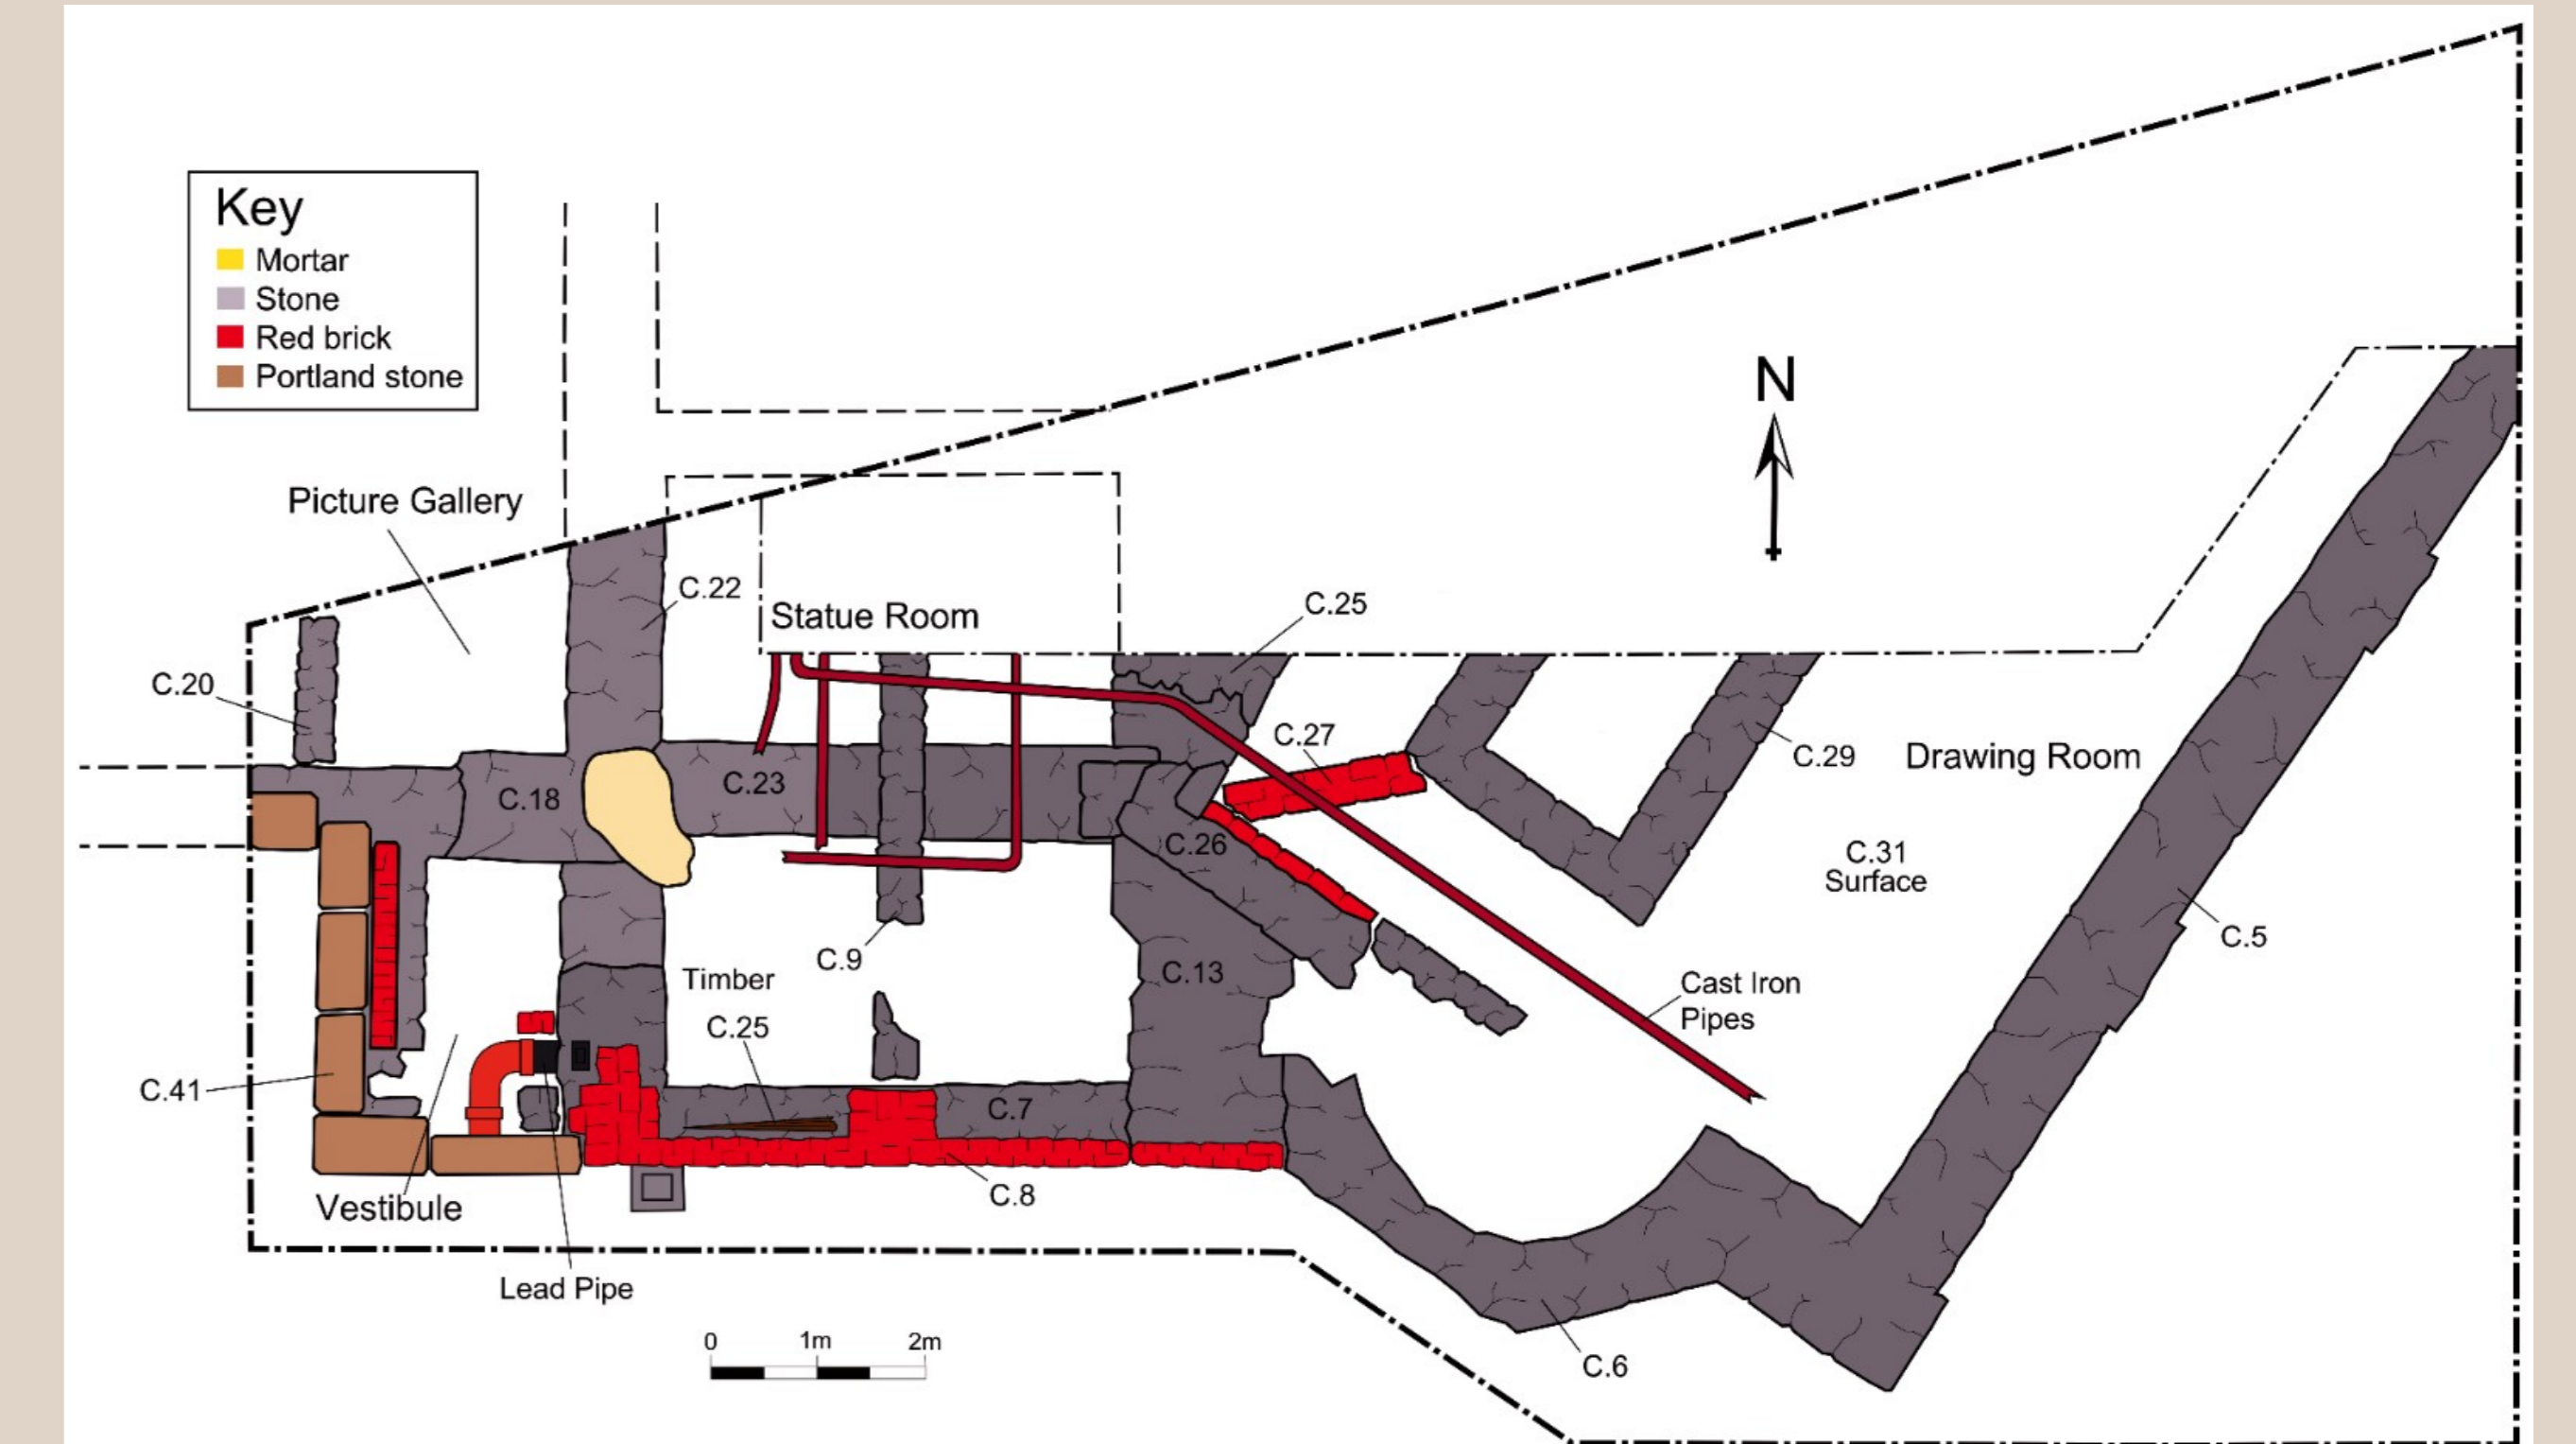 Key
Mortar
Stone
Red brick
Portland stone
N
Picture Gallery
C.22
Statue Room
C.25
C.20
C.27
C.29
Drawing Room
C.18
C.23
C.26
C.31
Surface
C.9
C.13
C.5
Timber
C.25
Cast Iron
Pipes
C.41
C.7
Vestibule
C.8
Lead Pipe
0 1m 2m
C.6